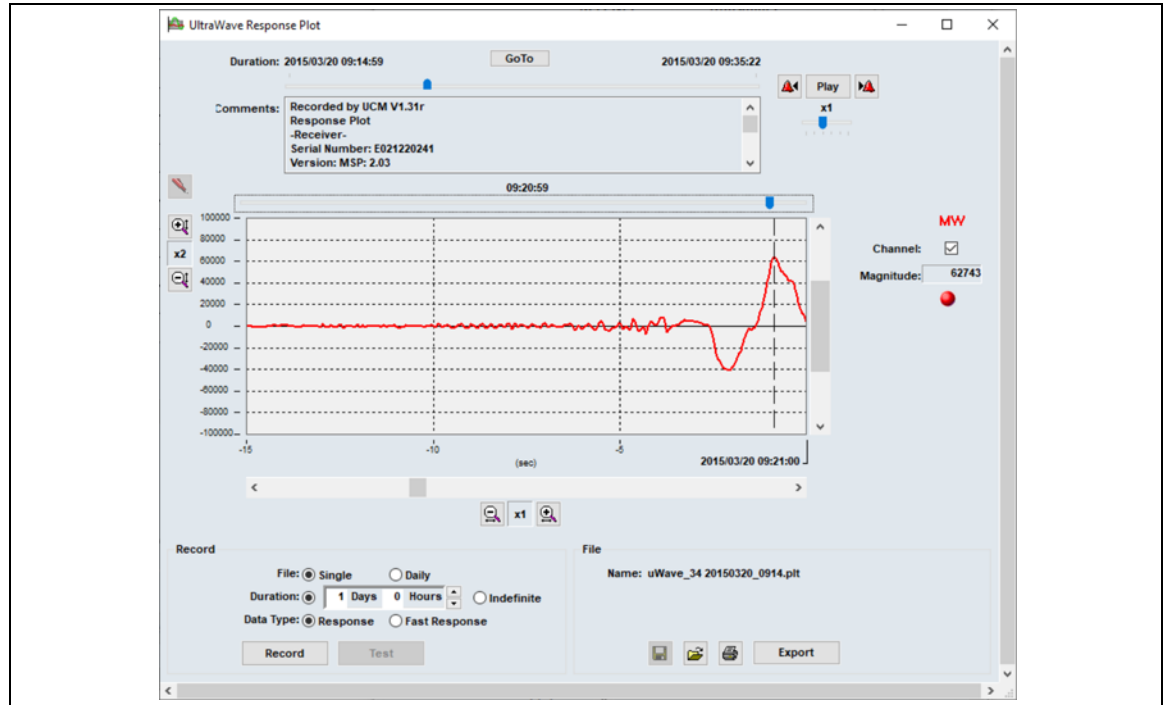 UltraWave Response Plot
Duration: 2015/03/20 09:14:59 GoTo 2015/03/20 09:35:22
Play
x1
Comments:
Recorded by UCM V1.31r
Response Plot
-Receiver-
Serial Number: E021220241
Version: MSP: 2.03
09:20:59
MW
Channel:
Magnitude: 62743
x2
100000
80000
60000
40000
20000
0
-20000
-40000
-60000
-80000
-100000
-15 -10 -5
(sec) 2015/03/20 09:21:00
x1
Record
File: Single Daily
Duration: 1 Days 0 Hours Indefinite
Data Type: Response Fast Response
Record Test
File
Name: uWave_34 20150320_0914.plt
Export